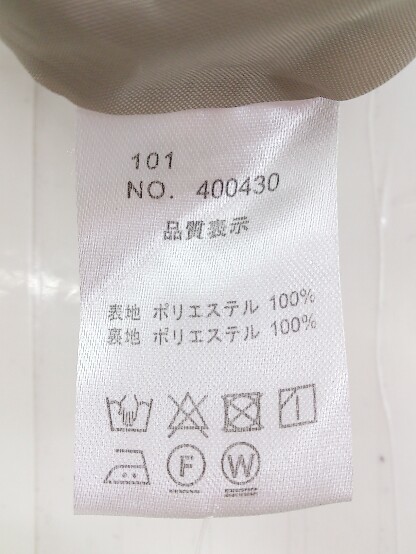 101
NO. 400430
品質表示
表地 ポリエステル 100%
裏地 ポリエステル 100%
F W